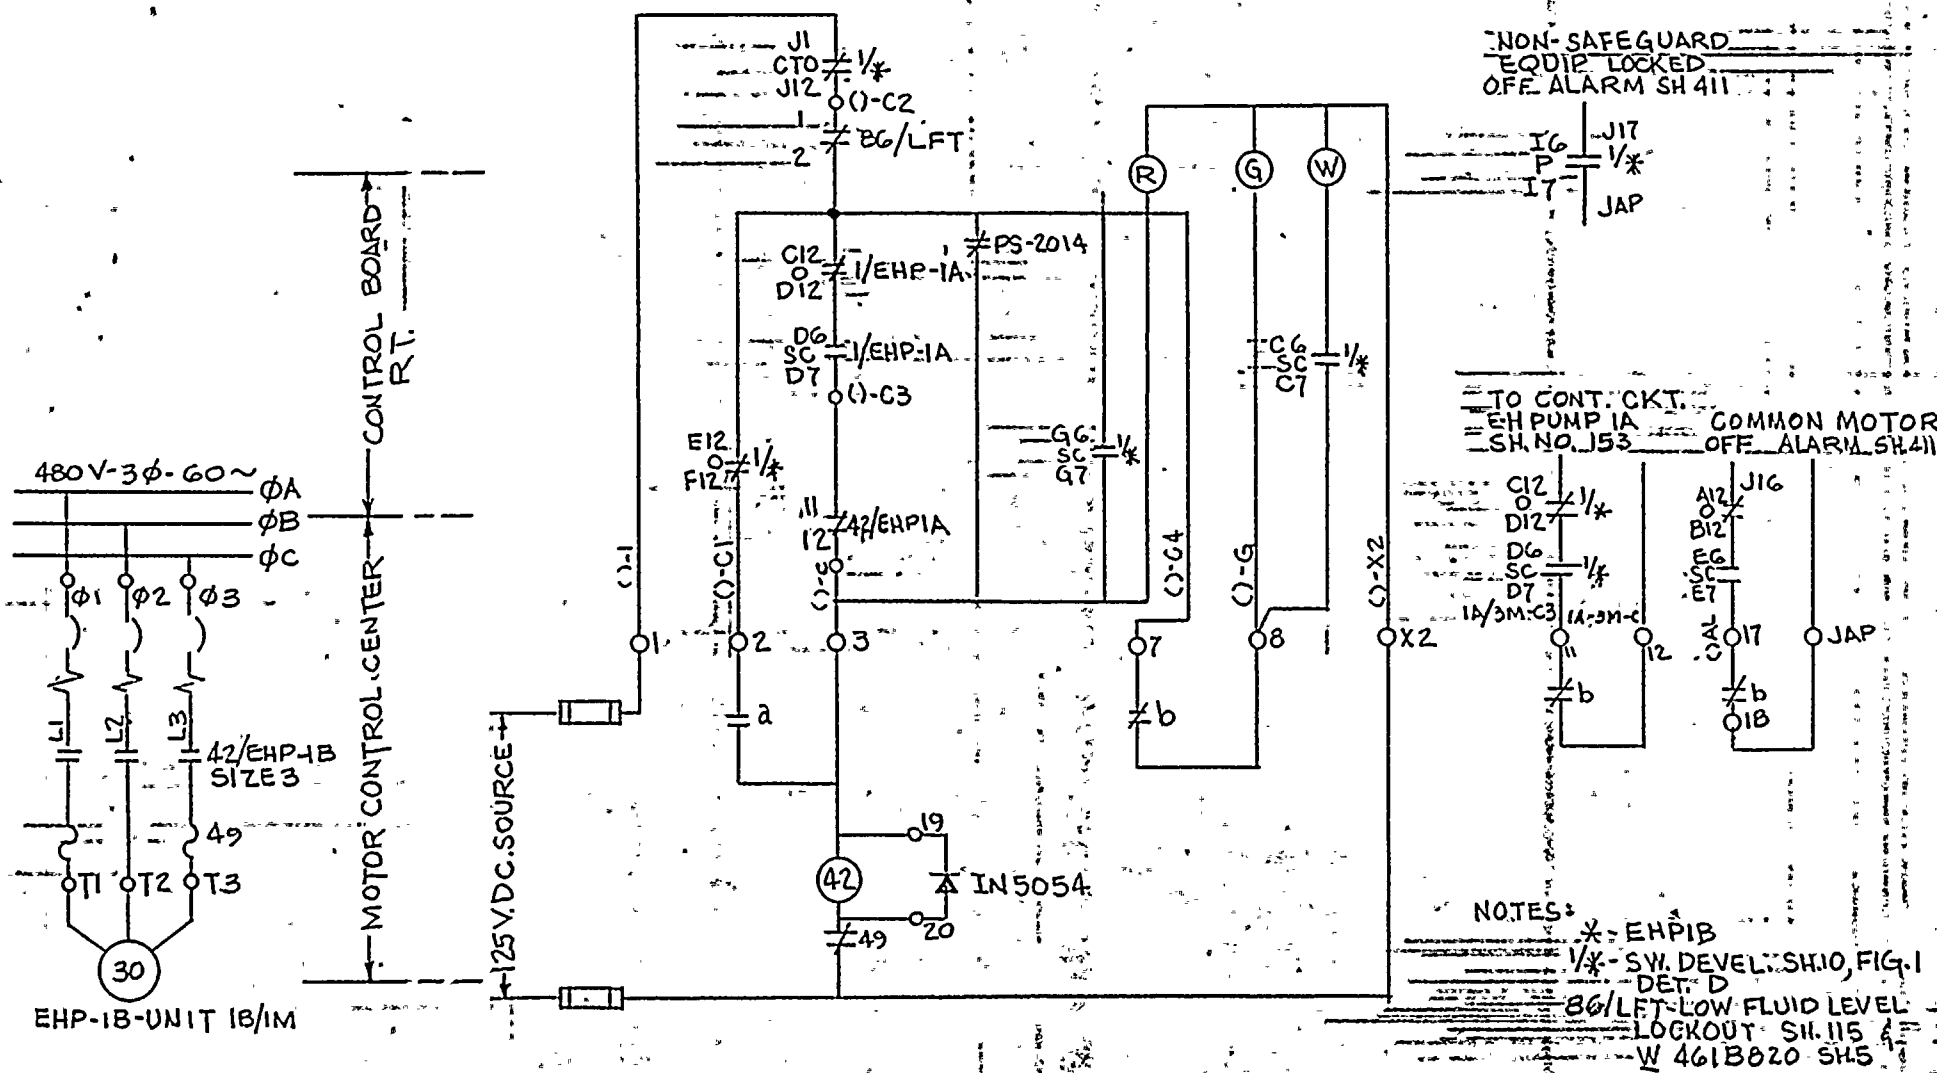 J1
CTO
J12
1/*
()-C2
1
2
86/LFT
NON-SAFEGUARD
EQUIP LOCKED
OFF ALARM SH 411
I6
P
I7
J17
1/*
JAP
R
G
W
CONTROL BOARD
RT.
C12
O
D12
1/EHP-1A
PS-2014
D6
SC
D7
1/EHP-1A
()-C3
C6
SC
C7
1/*
G6
SC
G7
1/*
E12
O
F12
1/*
11
12
42/EHP1A
()-1
()-C1
()-C
()-C4
()-G
()-X2
1
2
3
7
8
X2
TO CONT. CKT.
EH PUMP 1A
SH. NO. 153
COMMON MOTOR
OFF ALARM SH 411
C12
O
D12
1/*
D6
SC
D7
1/*
1A/3M-C3
1A-3M-C
11
12
b
A12
O
B12
J16
E6
SC
E7
17
JAP
b
18
480V-3Ø-60~
ØA
ØB
ØC
Ø1
Ø2
Ø3
L1
L2
L3
42/EHP-1B
SIZE 3
49
T1
T2
T3
30
EHP-1B-UNIT 1B/1M
MOTOR CONTROL CENTER
125V.DC.SOURCE
a
b
19
42
IN5054
20
49
NOTES:
*- EHP1B
1/*- SW. DEVEL. SH.10, FIG.1
DET. D
86/LFT-LOW FLUID LEVEL
LOCKOUT SH.115 &
W 461B820 SH5